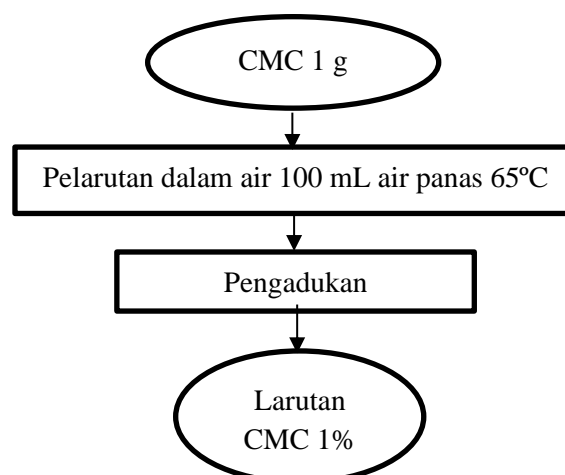 CMC 1 g
Pelarutan dalam air 100 mL air panas 65ºC
Pengadukan
Larutan
CMC 1%